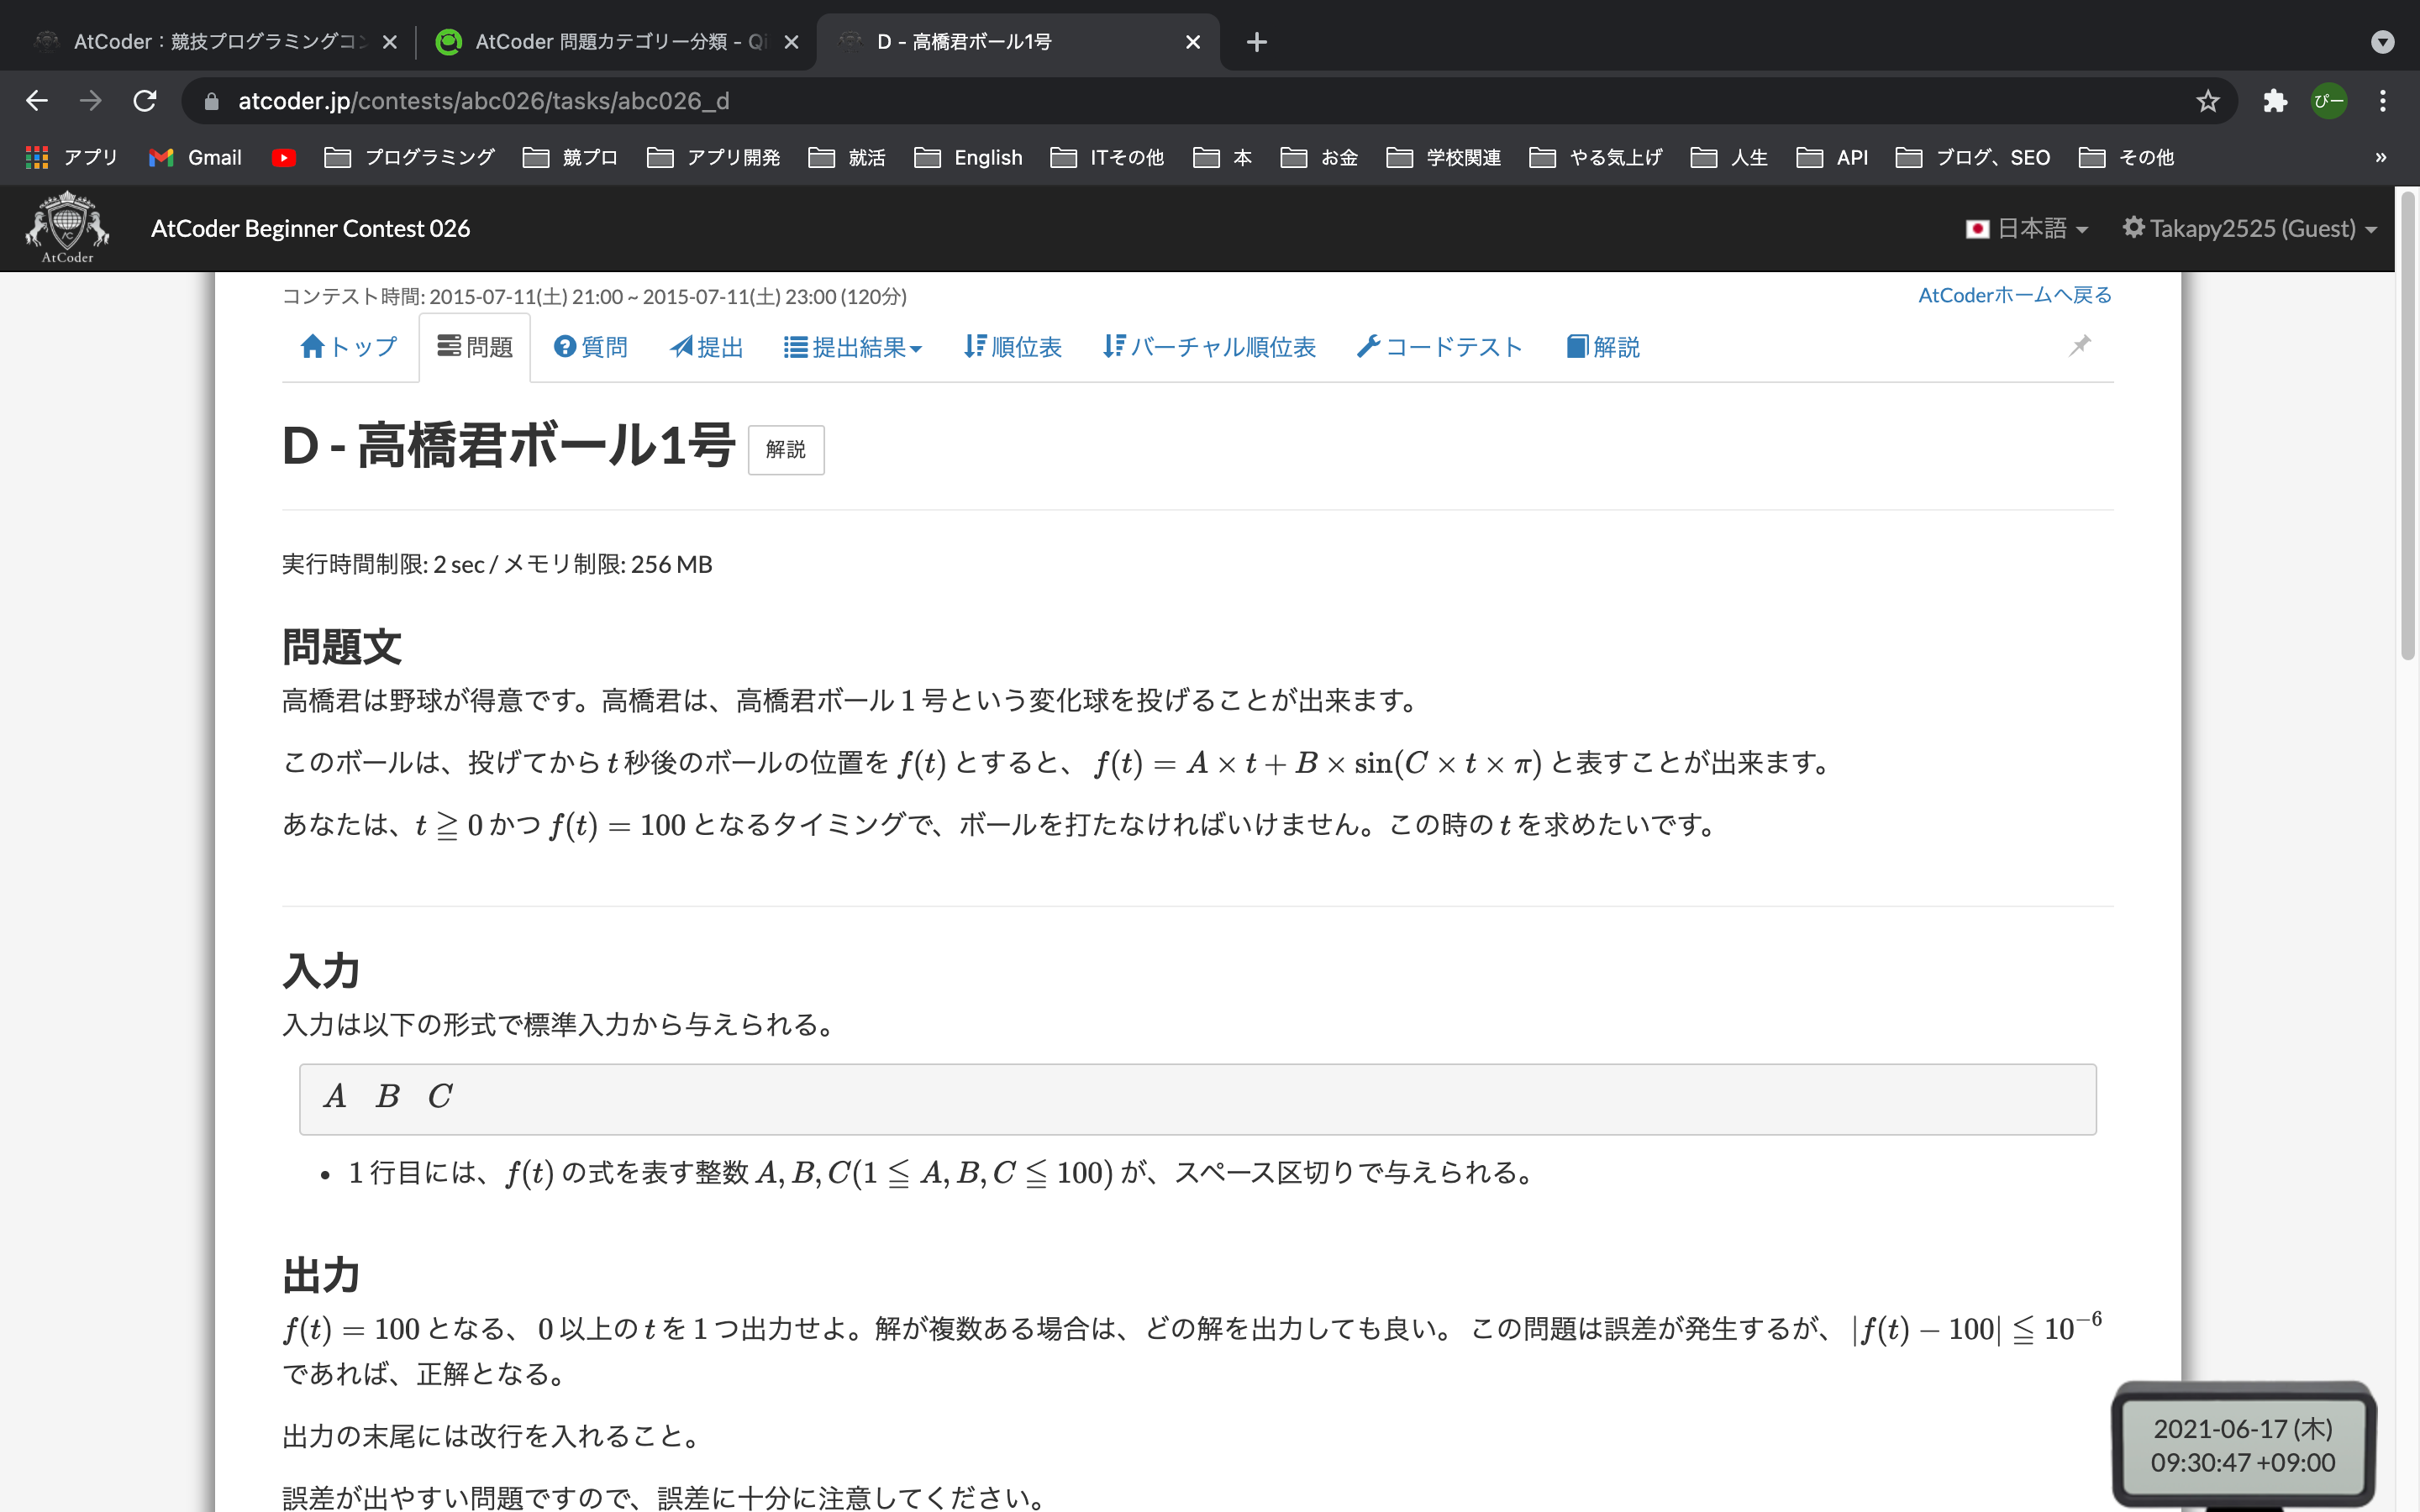 AtCoder：競技プログラミングコン
AtCoder 問題カテゴリー分類 - Qi
D - 高橋君ボール1号
atcoder.jp/contests/abc026/tasks/abc026_d
ぴー
アプリ Gmail プログラミング 競プロ アプリ開発 就活 English ITその他 本 お金 学校関連 やる気上げ 人生 API ブログ、SEO その他 »
AtCoder
AtCoder Beginner Contest 026 日本語 Takapy2525 (Guest)
コンテスト時間: 2015-07-11(土) 21:00 ~ 2015-07-11(土) 23:00 (120分) AtCoderホームへ戻る
トップ 問題 質問 提出 提出結果 順位表 バーチャル順位表 コードテスト 解説
D - 高橋君ボール1号 解説
実行時間制限: 2 sec / メモリ制限: 256 MB
問題文
高橋君は野球が得意です。高橋君は、高橋君ボール 1 号という変化球を投げることが出来ます。
このボールは、投げてから t 秒後のボールの位置を f(t) とすると、 f(t) = A × t + B × sin(C × t × π) と表すことが出来ます。
あなたは、t ≧ 0 かつ f(t) = 100 となるタイミングで、ボールを打たなければいけません。この時の t を求めたいです。
入力
入力は以下の形式で標準入力から与えられる。
A B C
• 1 行目には、f(t) の式を表す整数 A, B, C(1 ≦ A, B, C ≦ 100) が、スペース区切りで与えられる。
出力
f(t) = 100 となる、 0 以上の t を 1 つ出力せよ。解が複数ある場合は、どの解を出力しても良い。 この問題は誤差が発生するが、 |f(t) − 100| ≦ 10⁻⁶
であれば、正解となる。
出力の末尾には改行を入れること。
誤差が出やすい問題ですので、誤差に十分に注意してください。
2021-06-17 (木)
09:30:47 +09:00